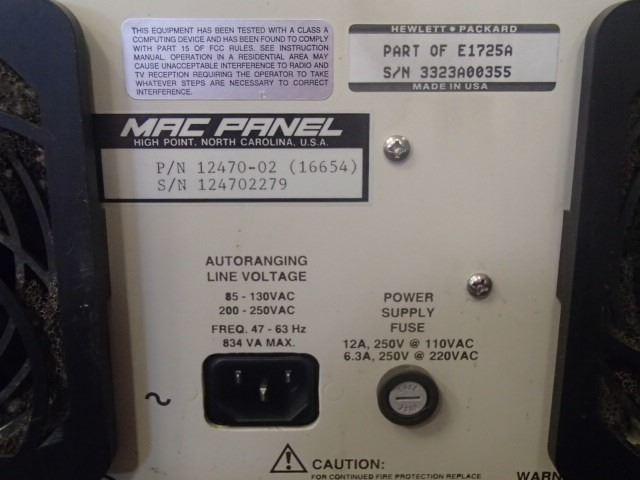 THIS EQUIPMENT HAS BEEN TESTED WITH A CLASS A
COMPUTING DEVICE AND HAS BEEN FOUND TO COMPLY
WITH PART 15 OF FCC RULES. SEE INSTRUCTION
MANUAL. OPERATION IN A RESIDENTIAL AREA MAY
CAUSE UNACCEPTABLE INTERFERENCE TO RADIO AND
TV RECEPTION REQUIRING THE OPERATOR TO TAKE
WHATEVER STEPS ARE NECESSARY TO CORRECT
INTERFERENCE.
HEWLETT • PACKARD
PART OF E1725A
S/N 3323A00355
MADE IN USA
MAC PANEL
HIGH POINT, NORTH CAROLINA, U.S.A.
P/N 12470-02 (16654)
S/N 124702279
AUTORANGING
LINE VOLTAGE
85 - 130VAC
200 - 250VAC
FREQ. 47 - 63 Hz
834 VA MAX.
POWER
SUPPLY
FUSE
12A, 250V @ 110VAC
6.3A, 250V @ 220VAC
CAUTION:
FOR CONTINUED FIRE PROTECTION REPLACE
WARN